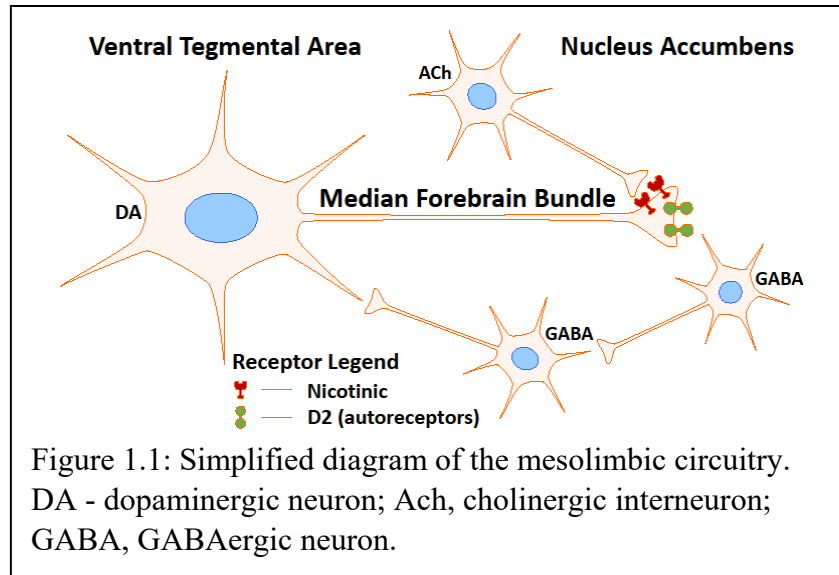 Ventral Tegmental Area
Nucleus Accumbens
ACh
DA
Median Forebrain Bundle
GABA
GABA
Receptor Legend
Nicotinic
D2 (autoreceptors)
Figure 1.1: Simplified diagram of the mesolimbic circuitry.
DA - dopaminergic neuron; Ach, cholinergic interneuron;
GABA, GABAergic neuron.